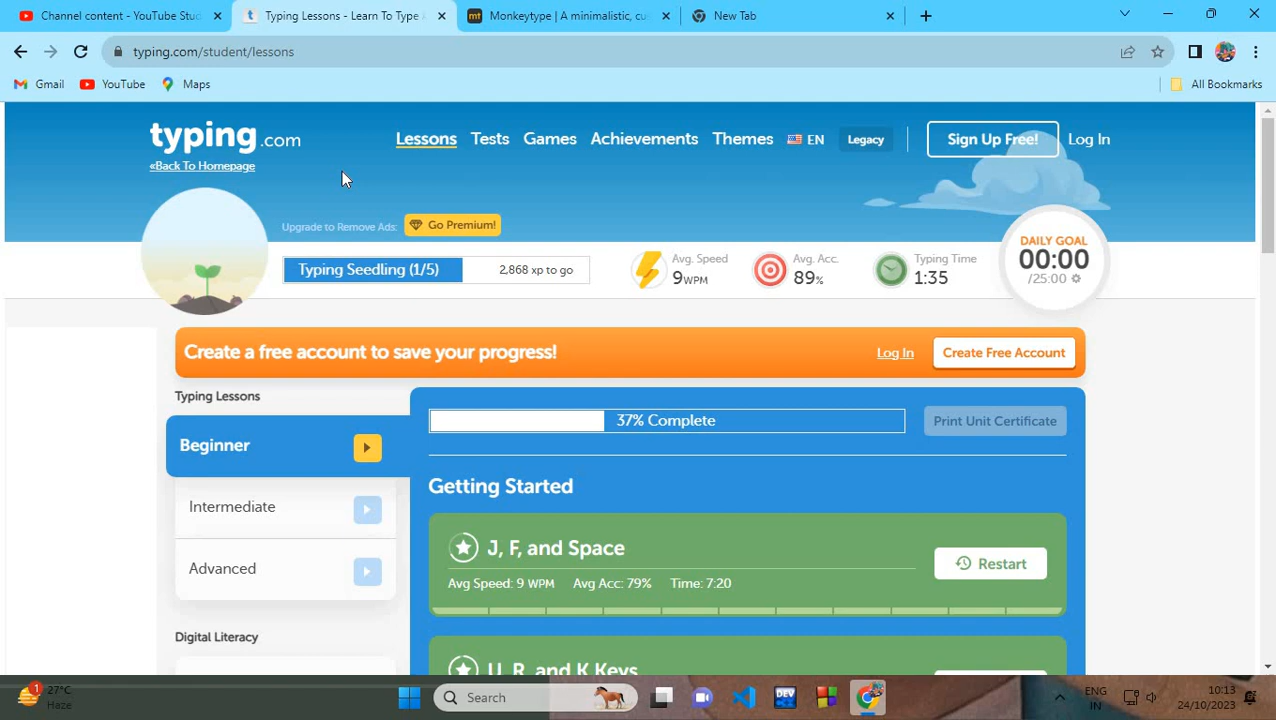 Channel content - YouTube Stud
Typing Lessons - Learn To Type
Monkeytype | A minimalistic, cu
New Tab
typing.com/student/lessons
Gmail
YouTube
Maps
All Bookmarks
typing.com
Lessons
Tests
Games
Achievements
Themes
EN
Legacy
Sign Up Free!
Log In
<Back To Homepage
Upgrade to Remove Ads:
Go Premium!
Typing Seedling (1/5)
2,868 xp to go
Avg. Speed
9WPM
Avg. Acc.
89%
Typing Time
1:35
DAILY GOAL
00:00
/25:00
Create a free account to save your progress!
Log In
Create Free Account
Typing Lessons
Beginner
Intermediate
Advanced
Digital Literacy
37% Complete
Print Unit Certificate
Getting Started
J, F, and Space
Avg Speed: 9 WPM Avg Acc: 79% Time: 7:20
Restart
U, R, and K Keys
1
27°C
Haze
Search
DEV
ENG
IN
10:13
24/10/2023